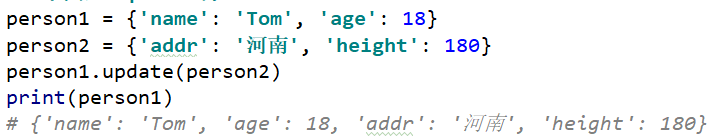 person1 = {'name': 'Tom', 'age': 18}
person2 = {'addr': '河南', 'height': 180}
person1.update(person2)
print(person1)
# {'name': 'Tom', 'age': 18, 'addr': '河南', 'height': 180}